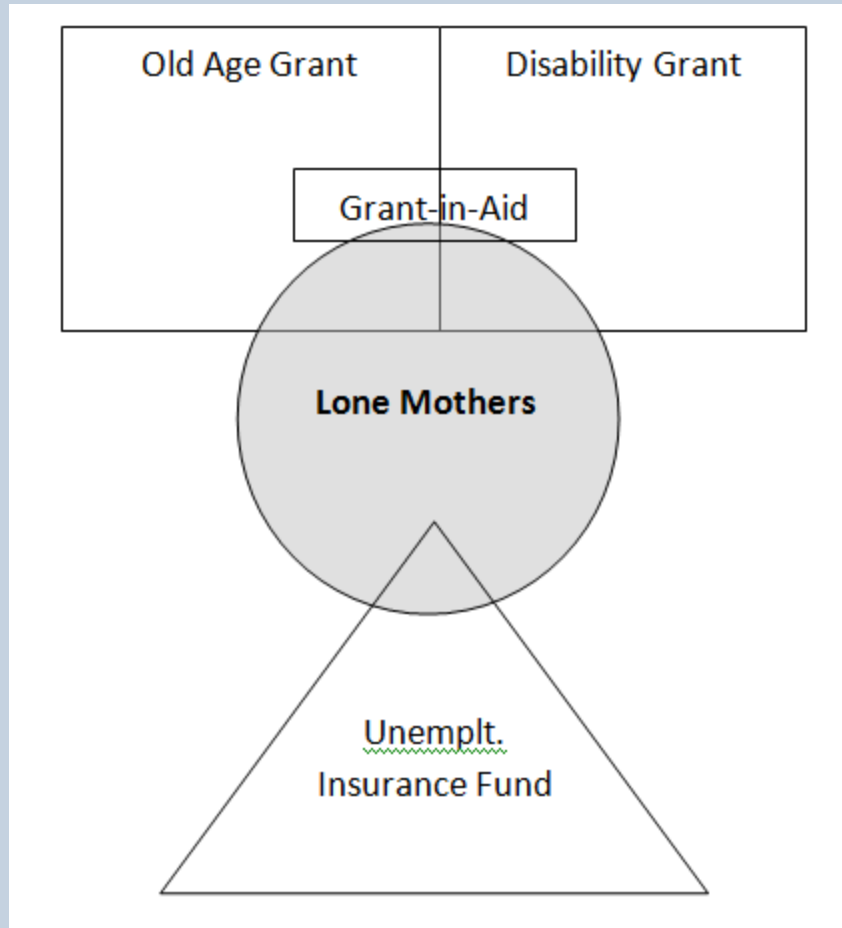 Old Age Grant
Disability Grant
Grant-in-Aid
Lone Mothers
Unemplt.
Insurance Fund